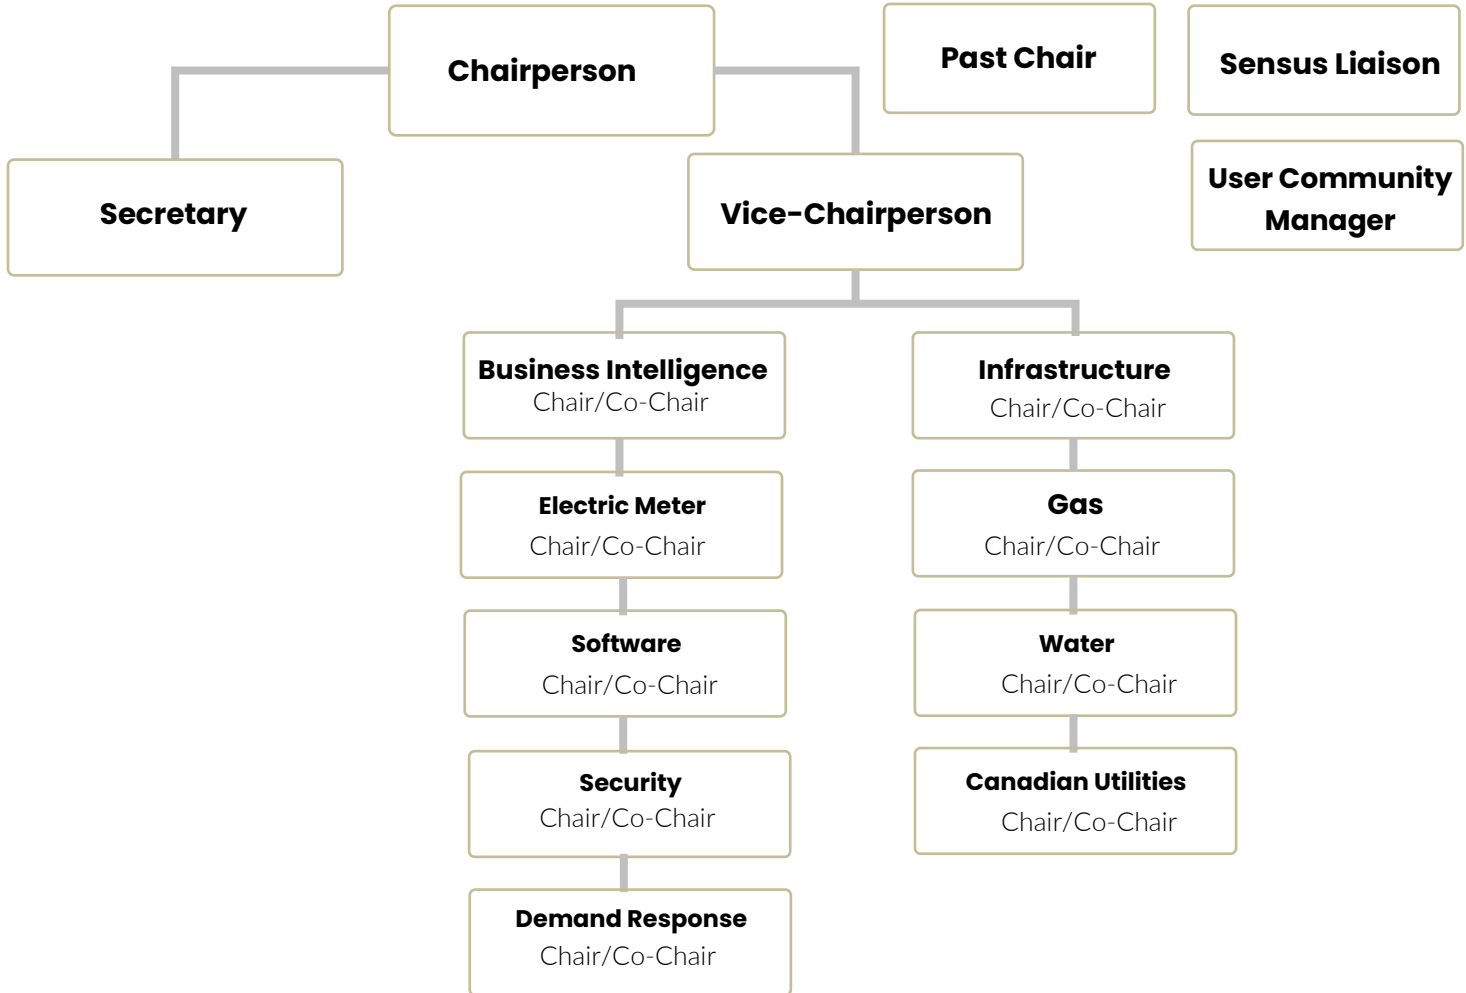 Chairperson
Past Chair
Sensus Liaison
Secretary
Vice-Chairperson
User Community
Manager
Business Intelligence
Chair/Co-Chair
Infrastructure
Chair/Co-Chair
Electric Meter
Chair/Co-Chair
Gas
Chair/Co-Chair
Software
Chair/Co-Chair
Water
Chair/Co-Chair
Security
Chair/Co-Chair
Canadian Utilities
Chair/Co-Chair
Demand Response
Chair/Co-Chair